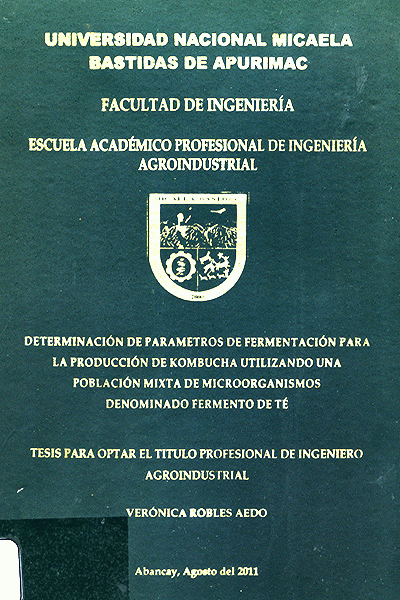 UNIVERSIDAD NACIONAL MICAELA
BASTIDAS DE APURIMAC
FACULTAD DE INGENIERÍA
ESCUELA ACADÉMICO PROFESIONAL DE INGENIERÍA
AGROINDUSTRIAL
DETERMINACIÓN DE PARAMETROS DE FERMENTACIÓN PARA
LA PRODUCCIÓN DE KOMBUCHA UTILIZANDO UNA
POBLACIÓN MIXTA DE MICROORGANISMOS
DENOMINADO FERMENTO DE TÉ
TESIS PARA OPTAR EL TITULO PROFESIONAL DE INGENIERO
AGROINDUSTRIAL
VERÓNICA ROBLES AEDO
Abancay, Agosto del 2011